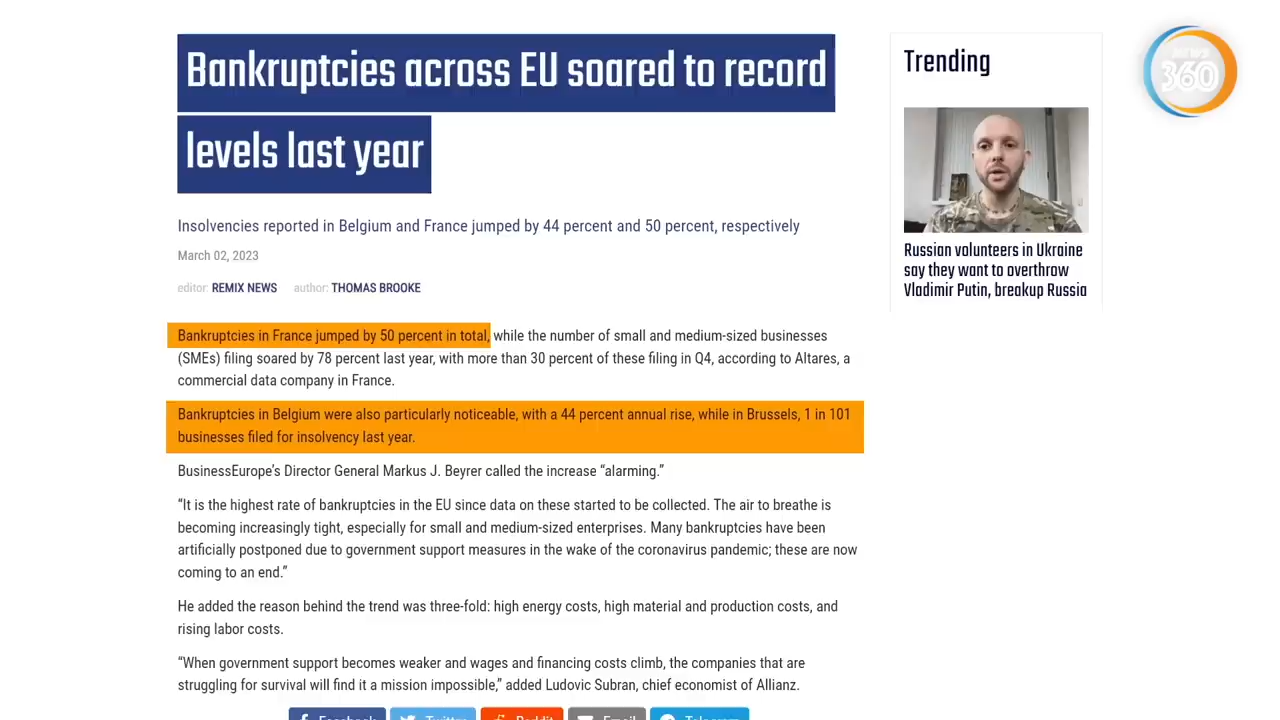 Bankruptcies across EU soared to record
levels last year
Insolvencies reported in Belgium and France jumped by 44 percent and 50 percent, respectively
March 02, 2023
editor: REMIX NEWS author: THOMAS BROOKE
Bankruptcies in France jumped by 50 percent in total, while the number of small and medium-sized businesses
(SMEs) filing soared by 78 percent last year, with more than 30 percent of these filing in Q4, according to Altares, a
commercial data company in France.
Bankruptcies in Belgium were also particularly noticeable, with a 44 percent annual rise, while in Brussels, 1 in 101
businesses filed for insolvency last year.
BusinessEurope's Director General Markus J. Beyrer called the increase “alarming.”
“It is the highest rate of bankruptcies in the EU since data on these started to be collected. The air to breathe is
becoming increasingly tight, especially for small and medium-sized enterprises. Many bankruptcies have been
artificially postponed due to government support measures in the wake of the coronavirus pandemic; these are now
coming to an end.”
He added the reason behind the trend was three-fold: high energy costs, high material and production costs, and
rising labor costs.
“When government support becomes weaker and wages and financing costs climb, the companies that are
struggling for survival will find it a mission impossible,” added Ludovic Subran, chief economist of Allianz.
Facebook Twitter Reddit Email Telegram
Trending
Russian volunteers in Ukraine
say they want to overthrow
Vladimir Putin, breakup Russia
360